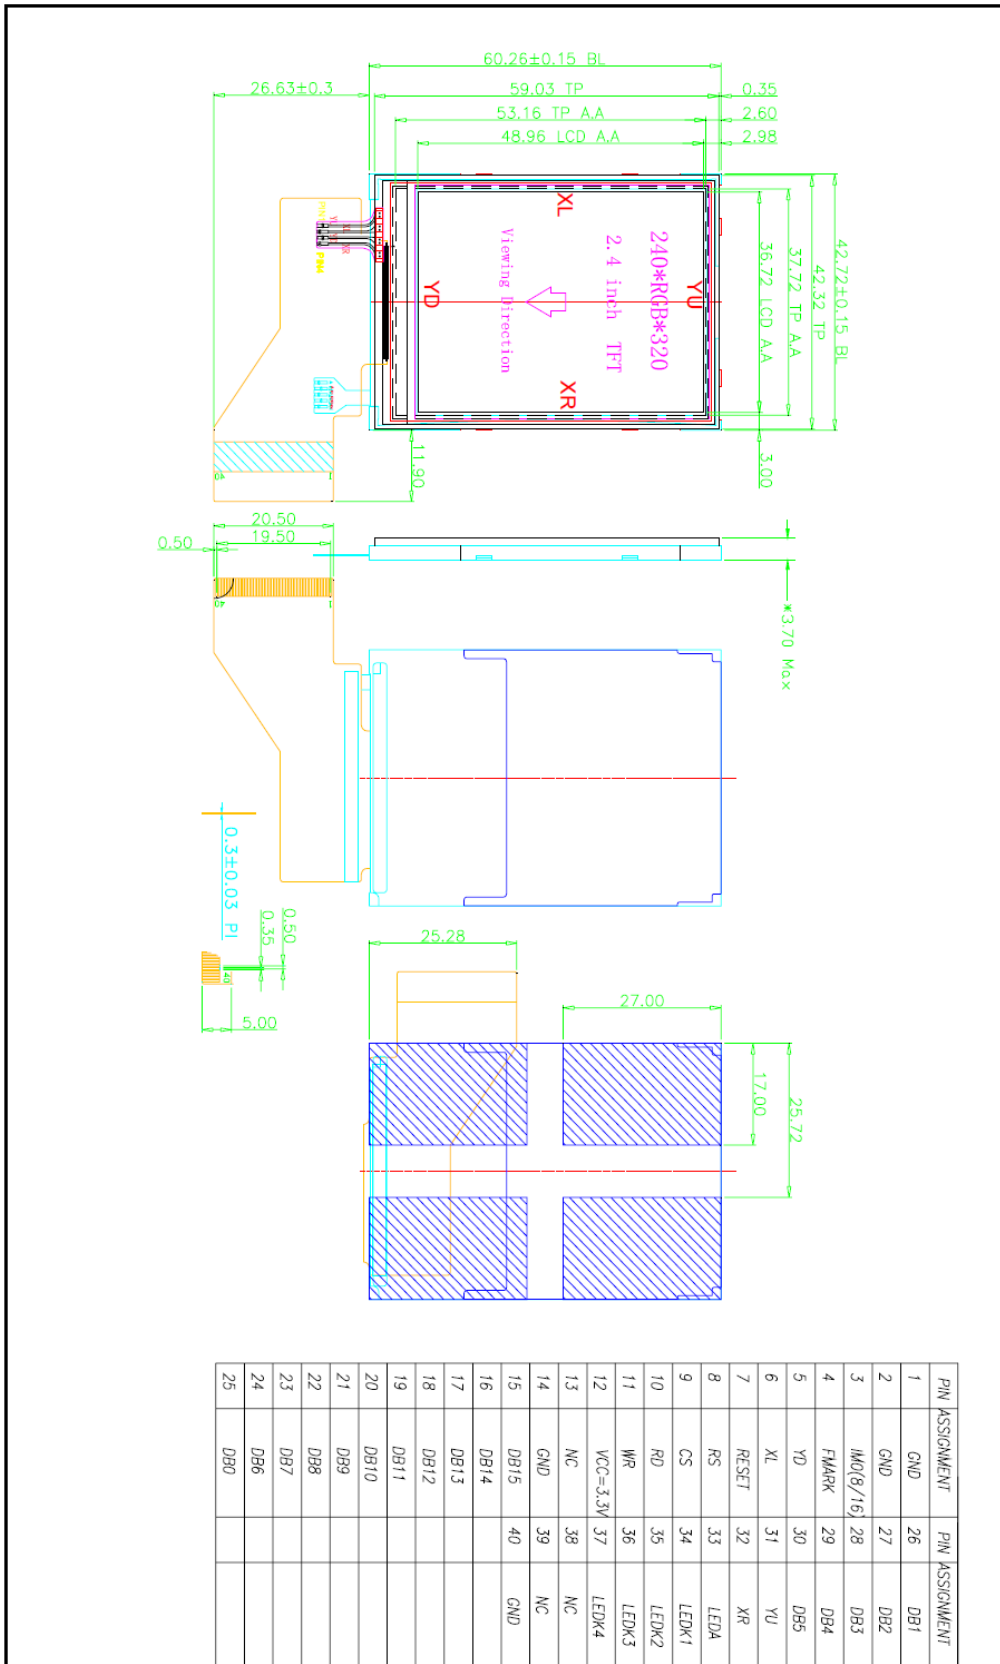 60.26±0.15 BL
26.63±0.3
59.03 TP
0.35
53.16 TP A.A
2.60
48.96 LCD A.A
2.98
42.72±0.15 BL
42.32 TP
37.72 TP A.A
36.72 LCD A.A
3.00
11.90
XL
YU
YD
XR
240*RGB*320
2.4 inch TFT
Viewing Direction
YU
XR
1
40
20.50
19.50
0.50
1
40
*3.70 Max
0.3±0.03 PI
0.50
0.35
40
5.00
25.28
27.00
17.00
25.72
PIN ASSIGNMENT PIN ASSIGNMENT
1 GND 26 DB1
2 GND 27 DB2
3 IM0(8/16) 28 DB3
4 FMARK 29 DB4
5 YD 30 DB5
6 XL 31 YU
7 RESET 32 XR
8 RS 33 LEDA
9 CS 34 LEDK1
10 RD 35 LEDK2
11 WR 36 LEDK3
12 VCC=3.3V 37 LEDK4
13 NC 38 NC
14 GND 39 NC
15 DB15 40 GND
16 DB14
17 DB13
18 DB12
19 DB11
20 DB10
21 DB9
22 DB8
23 DB7
24 DB6
25 DB0